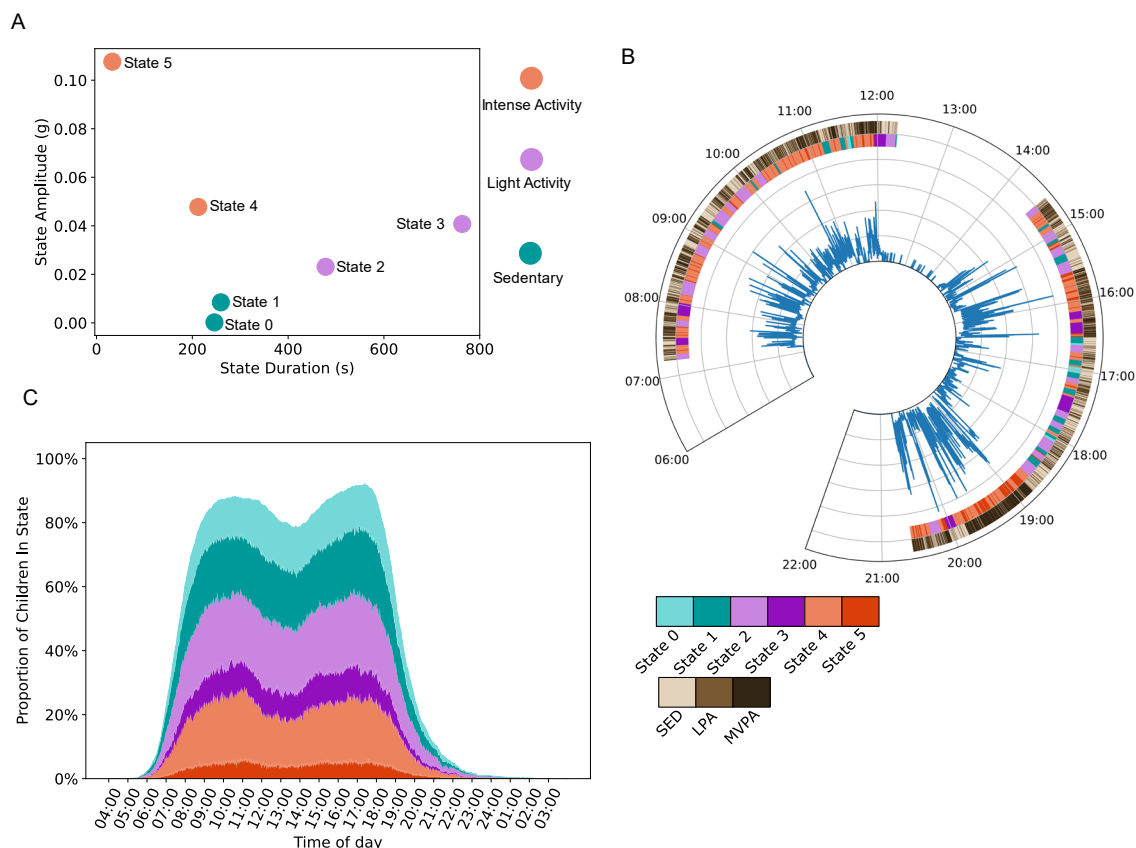 A
State Amplitude (g)
0.10
0.08
0.06
0.04
0.02
0.00
State 5
State 4
State 3
State 2
State 1
State 0
0
200
400
600
800
State Duration (s)
Intense Activity
Light Activity
Sedentary
B
06:00
07:00
08:00
09:00
10:00
11:00
12:00
13:00
14:00
15:00
16:00
17:00
18:00
19:00
20:00
21:00
22:00
State 0
State 1
State 2
State 3
State 4
State 5
SED
LPA
MVPA
C
Proportion of Children In State
100%
80%
60%
40%
20%
0%
04:00
05:00
06:00
07:00
08:00
09:00
10:00
11:00
12:00
13:00
14:00
15:00
16:00
17:00
18:00
19:00
20:00
21:00
22:00
23:00
24:00
01:00
02:00
03:00
Time of day